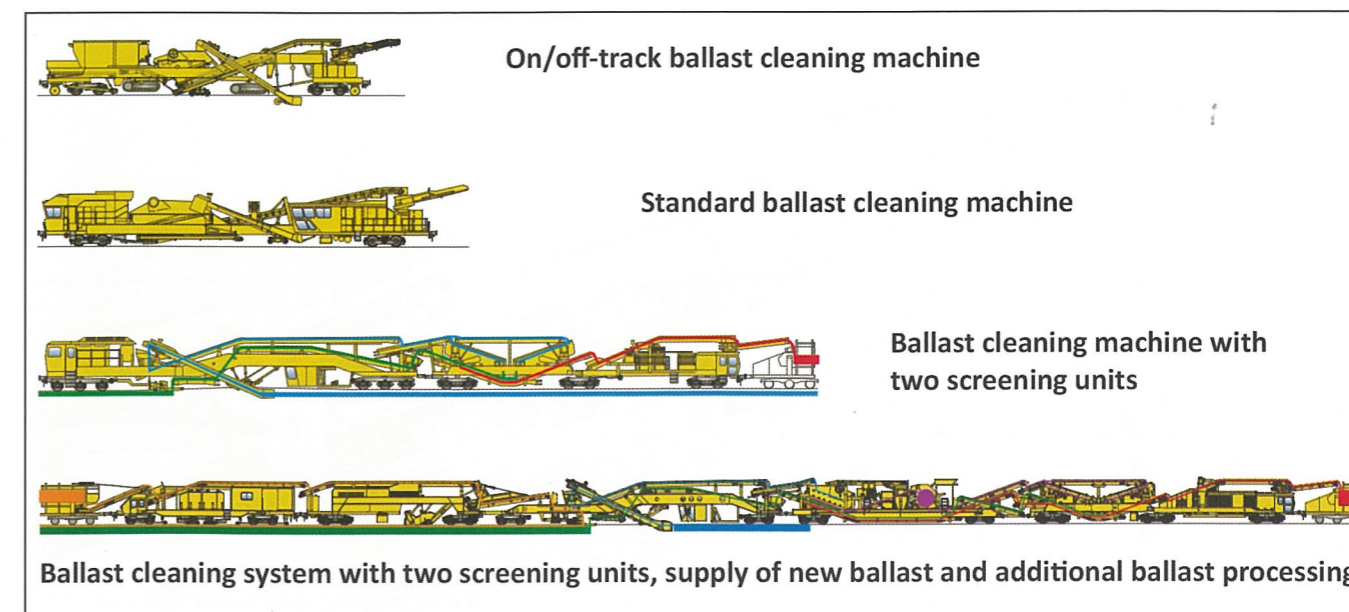 On/off-track ballast cleaning machine
Standard ballast cleaning machine
Ballast cleaning machine with
two screening units
Ballast cleaning system with two screening units, supply of new ballast and additional ballast processing